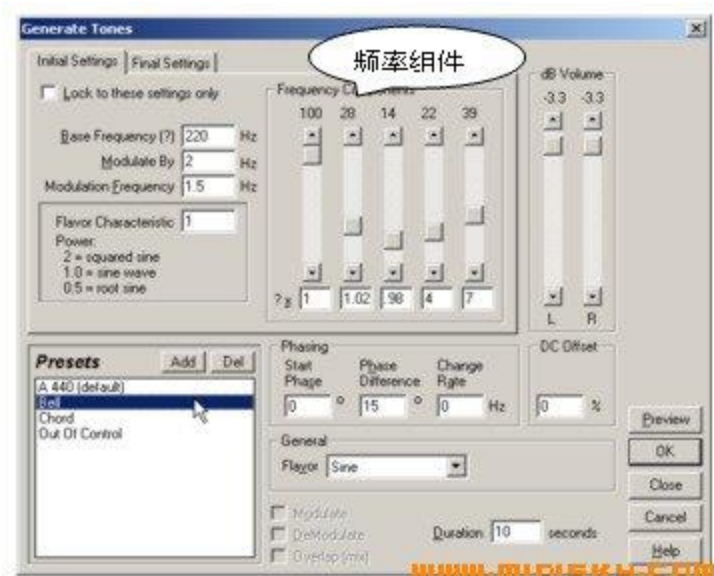 Generate Tones
频率组件
Initial Settings Final Settings
Lock to these settings only
Base Frequency (?) 220 Hz
Modulate By 2 Hz
Modulation Frequency 1.5 Hz
Flavor Characteristic 1
Power:
2 = squared sine
1.0 = sine wave
0.5 = root sine
Frequency Components
100 28 14 22 39
? x 1 1.02 .98 4 7
dB Volume
-3.3 -3.3
L R
Presets Add Del
A 440 (default)
Bell
Chord
Out Of Control
Phasing
Start Phase Phase Difference Change Rate
0 ° 15 ° 0 Hz
DC Offset
0 %
General
Flavor Sine
Modulate
DeModulate
Overlap (mix)
Duration 10 seconds
Preview
OK
Close
Cancel
Help